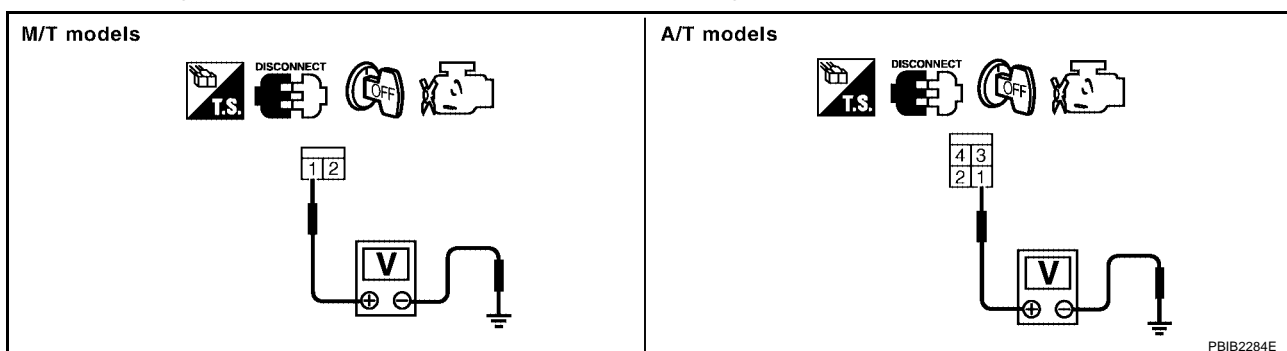 M/T models
DISCONNECT
T.S.
OFF
1 2
V
+ −
A/T models
DISCONNECT
T.S.
OFF
4 3
2 1
V
+ −
PBIB2284E